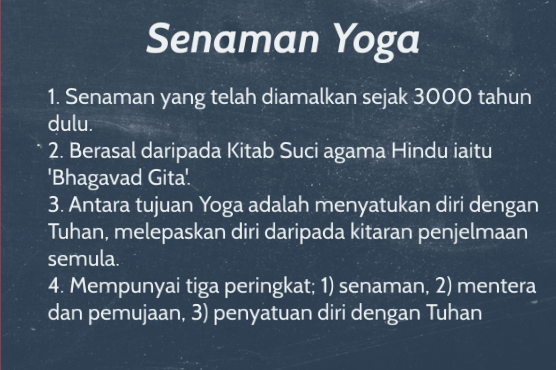 Senaman Yoga
1. Senaman yang telah diamalkan sejak 3000 tahun
dulu.
2. Berasal daripada Kitab Suci agama Hindu iaitu
'Bhagavad Gita'.
3. Antara tujuan Yoga adalah menyatukan diri dengan
Tuhan, melepaskan diri daripada kitaran penjelmaan
semula.
4. Mempunyai tiga peringkat; 1) senaman, 2) mentera
dan pemujaan, 3) penyatuan diri dengan Tuhan